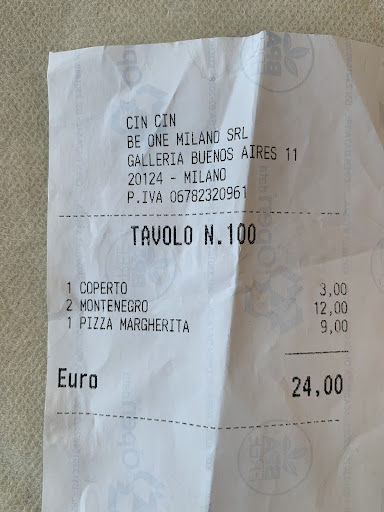 CIN CIN
BE ONE MILANO SRL
GALLERIA BUENOS AIRES 11
20124 - MILANO
P.IVA 06782320961
TAVOLO N.100
1 COPERTO 3,00
2 MONTENEGRO 12,00
1 PIZZA MARGHERITA 9,00
Euro 24,00